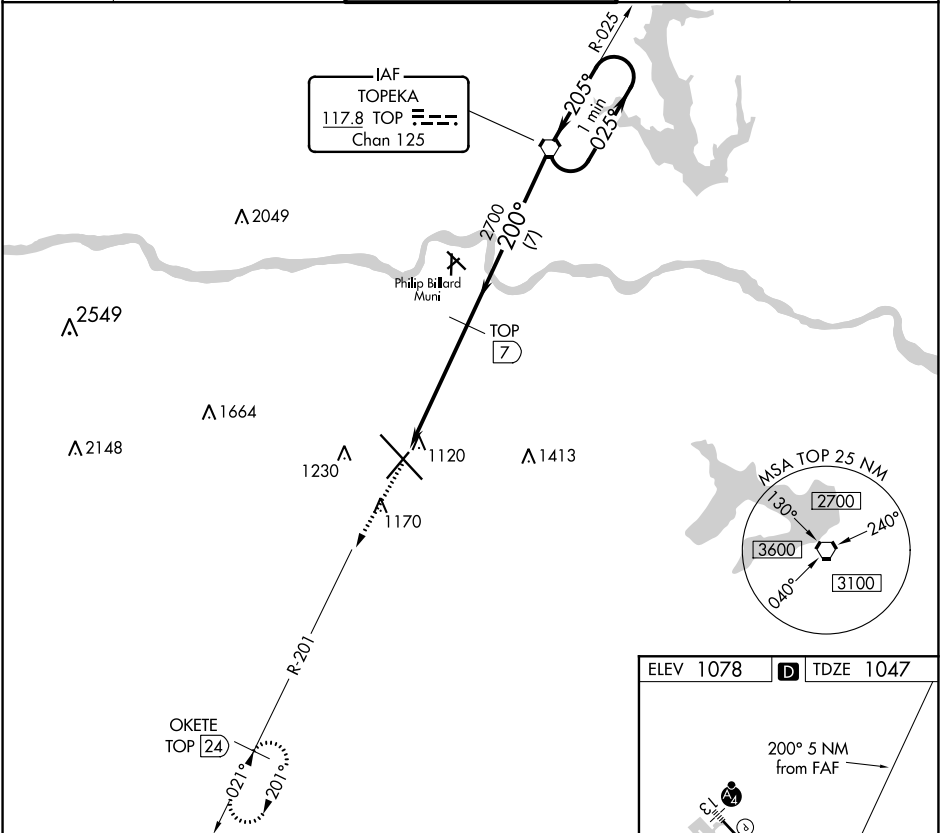 R-025
IAF
TOPEKA
117.8 TOP
Chan 125
205°
1 min
025°
2049
2700
200°
(7)
Philip Billard
Muni
2549
TOP
7
1664
2148
1230
1120
1413
1170
MSA TOP 25 NM
130°
2700
240°
3600
040°
3100
R-201
OKETE
TOP 24
021°
201°
ELEV 1078 D TDZE 1047
200° 5 NM
from FAF
A4
13
P